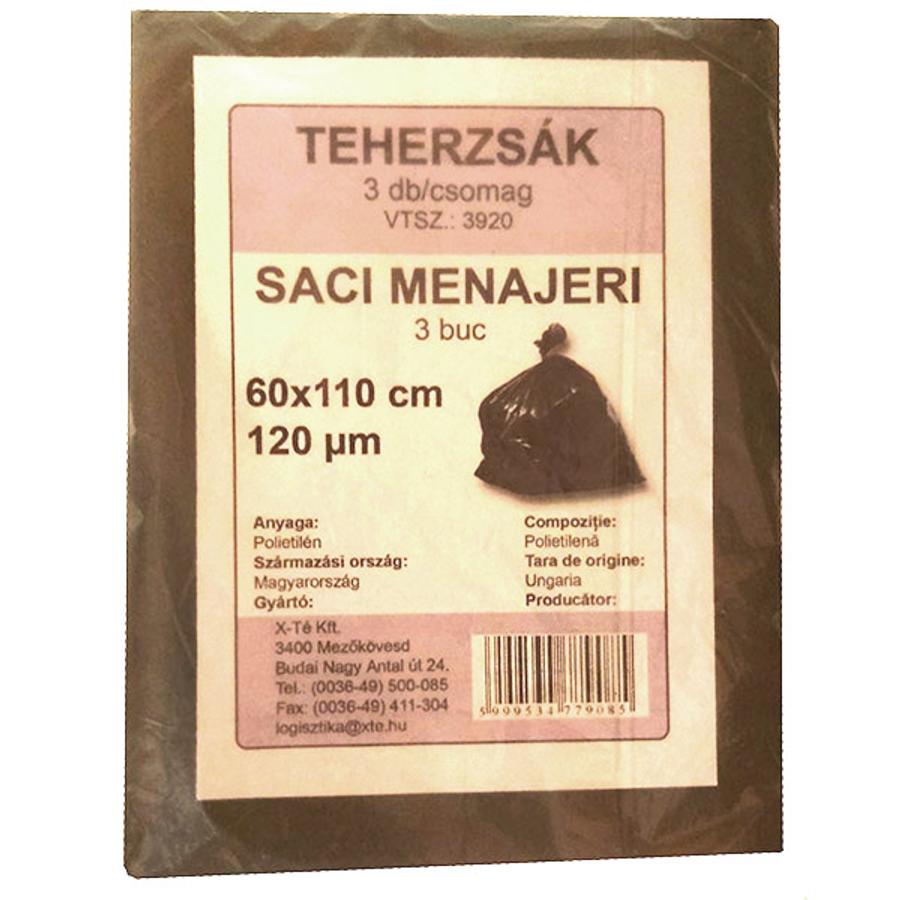 TEHERZSÁK
3 db/csomag
VTSZ.: 3920
SACI MENAJERI
3 buc
60x110 cm
120 µm
Anyaga:
Polietilén
Származási ország:
Magyarország
Gyártó:
Compoziţie:
Polietilenă
Tara de origine:
Ungaria
Producător:
X-Té Kft.
3400 Mezőkövesd
Budai Nagy Antal út 24.
Tel.: (0036-49) 500-085
Fax: (0036-49) 411-304
logisztika@xte.hu
5999534779085